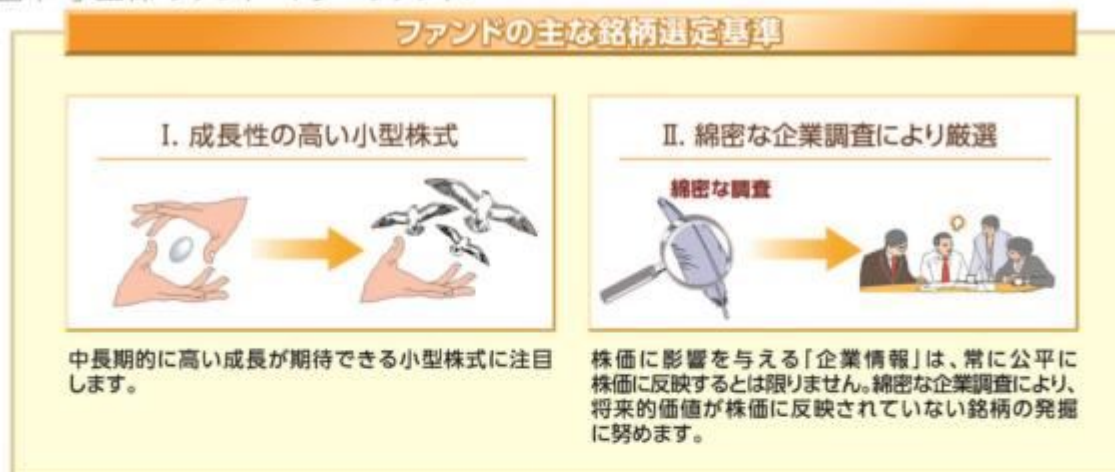 ファンドの主な銘柄選定基準
I. 成長性の高い小型株式
中長期的に高い成長が期待できる小型株式に注目
します。
II. 綿密な企業調査により厳選
綿密な調査
株価に影響を与える「企業情報」は、常に公平に
株価に反映するとは限りません。綿密な企業調査により、
将来的価値が株価に反映されていない銘柄の発掘
に努めます。